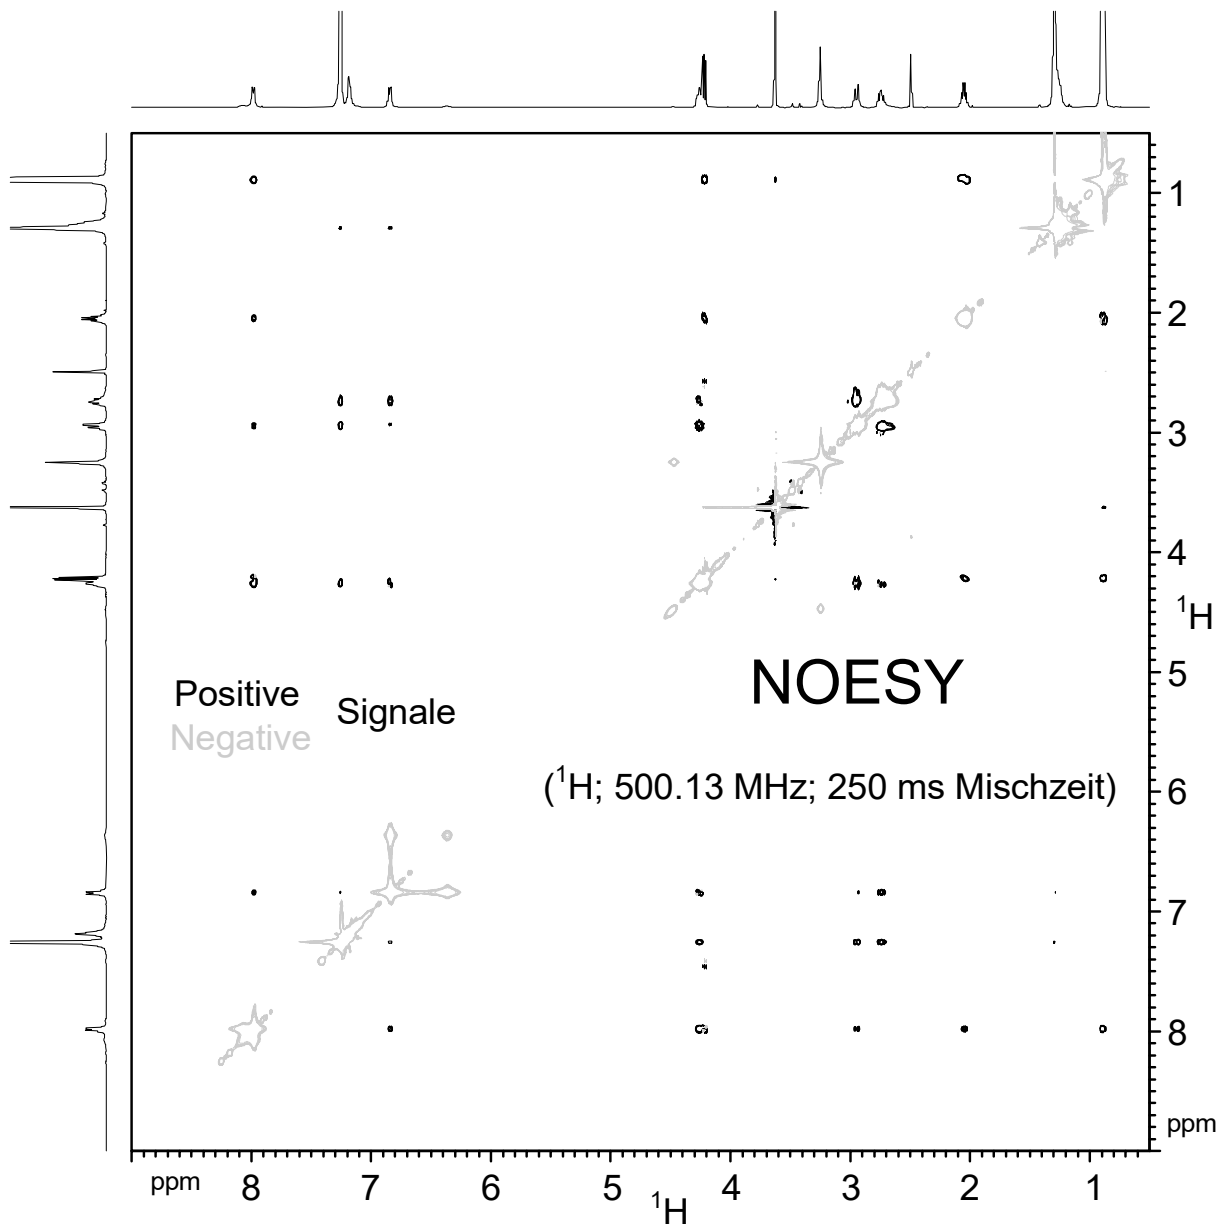 1
2
3
4
¹H
NOESY
5
Positive
Signale
Negative
(¹H; 500.13 MHz; 250 ms Mischzeit)
6
7
8
ppm
ppm 8 7 6 5 4 3 2 1
¹H